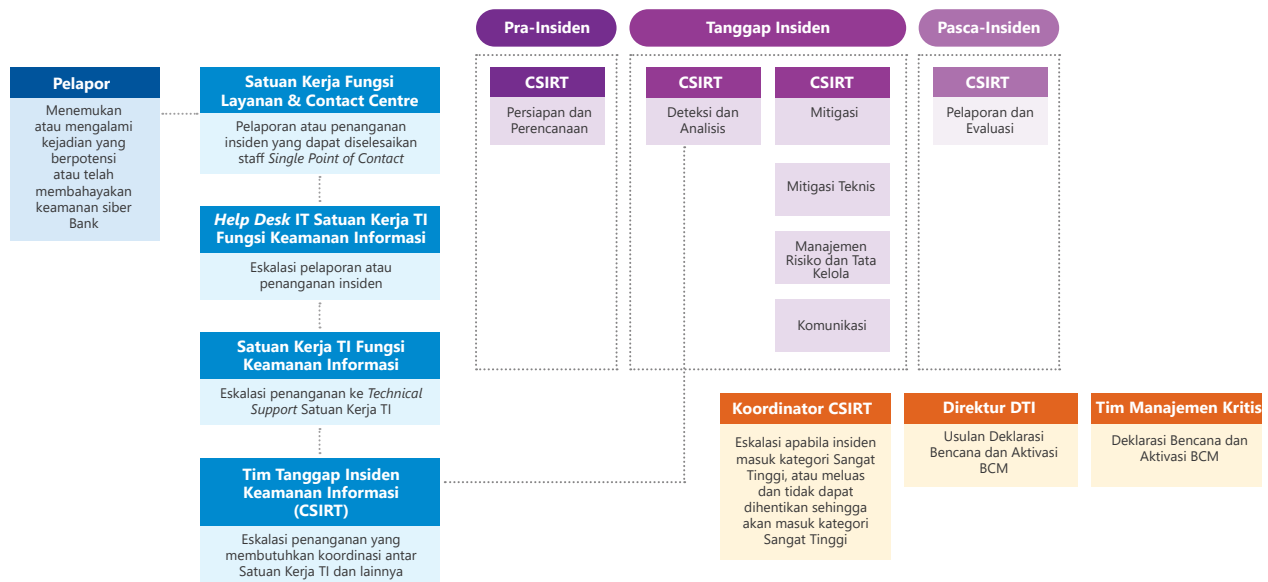 Pra-Insiden
Tanggap Insiden
Pasca-Insiden
Pelapor
Menemukan
atau mengalami
kejadian yang
berpotensi
atau telah
membahayakan
keamanan siber
Bank
Satuan Kerja Fungsi
Layanan & Contact Centre
Pelaporan atau penanganan
insiden yang dapat diselesaikan
staff Single Point of Contact
Help Desk IT Satuan Kerja TI
Fungsi Keamanan Informasi
Eskalasi pelaporan atau
penanganan insiden
Satuan Kerja TI Fungsi
Keamanan Informasi
Eskalasi penanganan ke Technical
Support Satuan Kerja TI
Tim Tanggap Insiden
Keamanan Informasi
(CSIRT)
Eskalasi penanganan yang
membutuhkan koordinasi antar
Satuan Kerja TI dan lainnya
CSIRT
Persiapan dan
Perencanaan
CSIRT
Deteksi dan
Analisis
CSIRT
Mitigasi
Mitigasi Teknis
Manajemen
Risiko dan Tata
Kelola
Komunikasi
CSIRT
Pelaporan dan
Evaluasi
Koordinator CSIRT
Eskalasi apabila insiden
masuk kategori Sangat
Tinggi, atau meluas
dan tidak dapat
dihentikan sehingga
akan masuk kategori
Sangat Tinggi
Direktur DTI
Usulan Deklarasi
Bencana dan Aktivasi
BCM
Tim Manajemen Kritis
Deklarasi Bencana dan
Aktivasi BCM